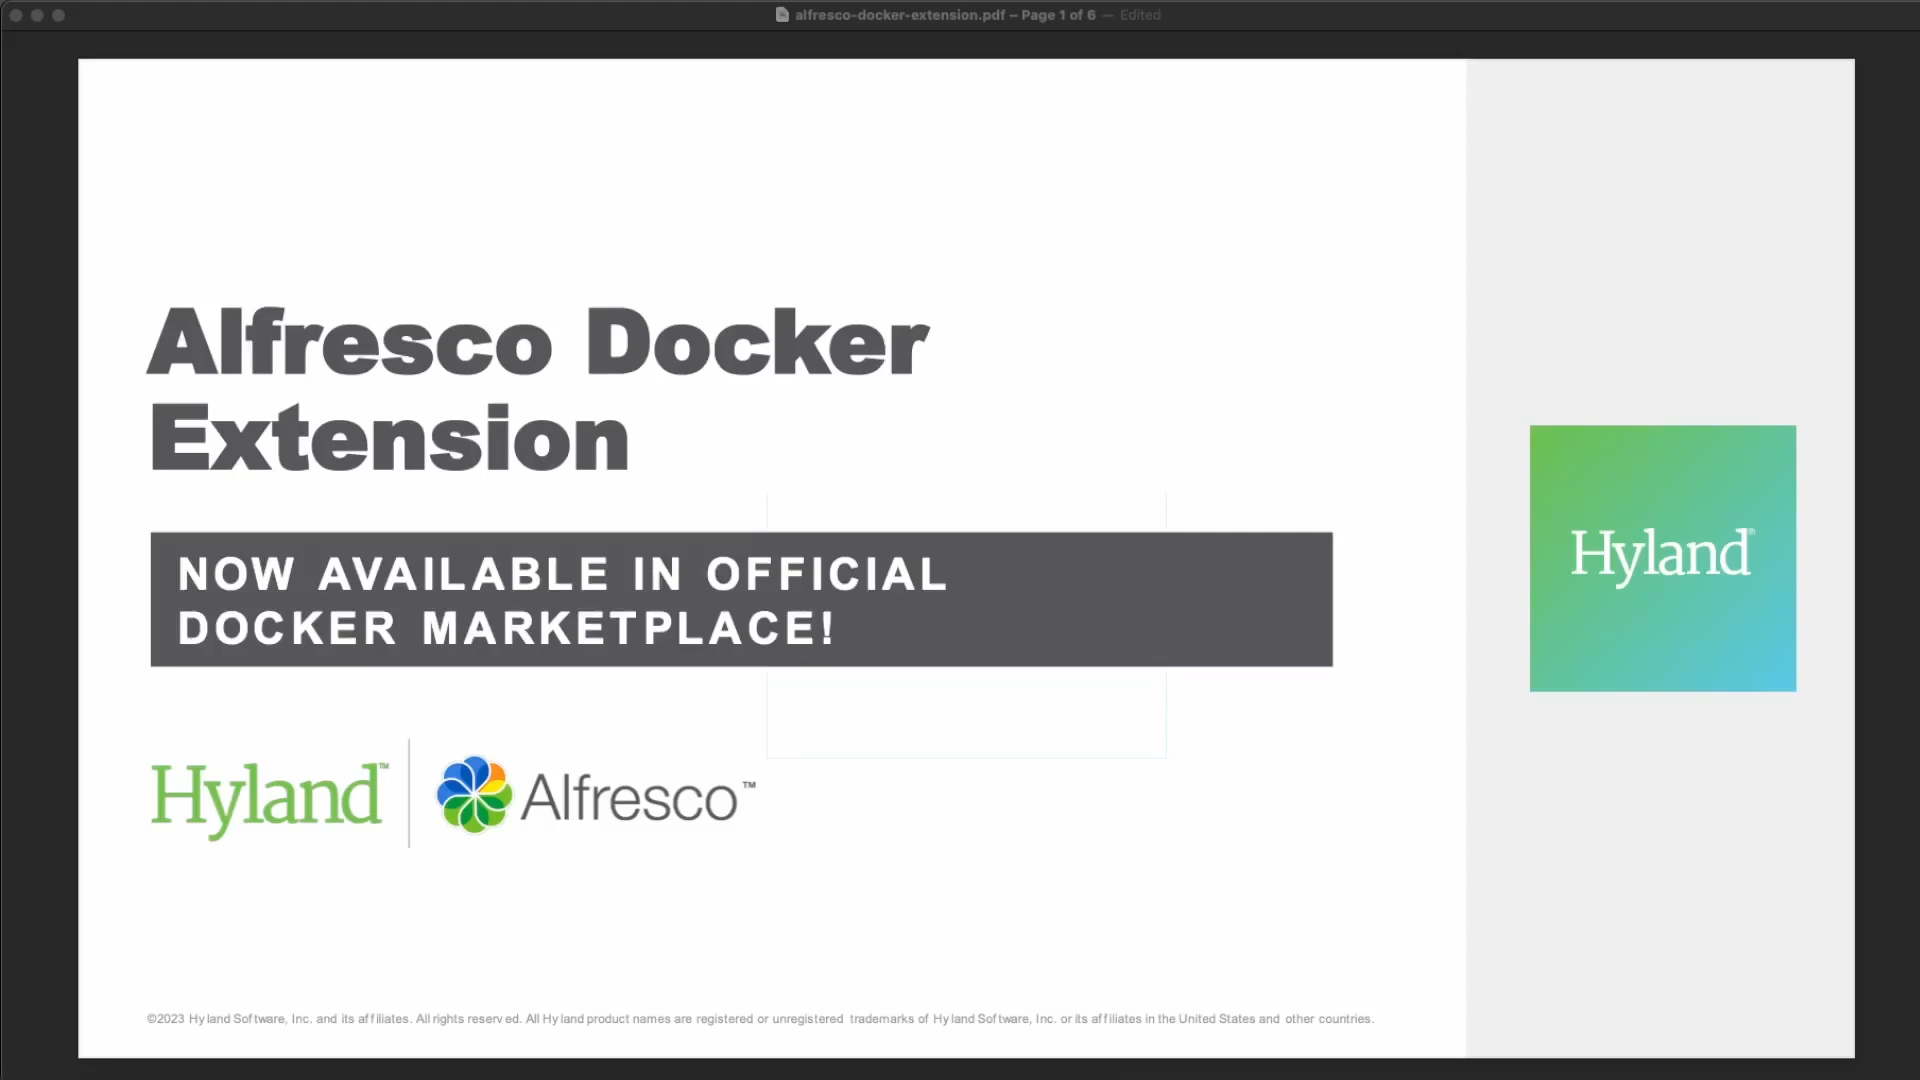 alfresco-docker-extension.pdf – Page 1 of 6 — Edited
Alfresco Docker
Extension
NOW AVAILABLE IN OFFICIAL
DOCKER MARKETPLACE!
Hyland®
Hyland™ Alfresco™
©2023 Hyland Software, Inc. and its affiliates. All rights reserved. All Hyland product names are registered or unregistered trademarks of Hyland Software, Inc. or its affiliates in the United States and other countries.